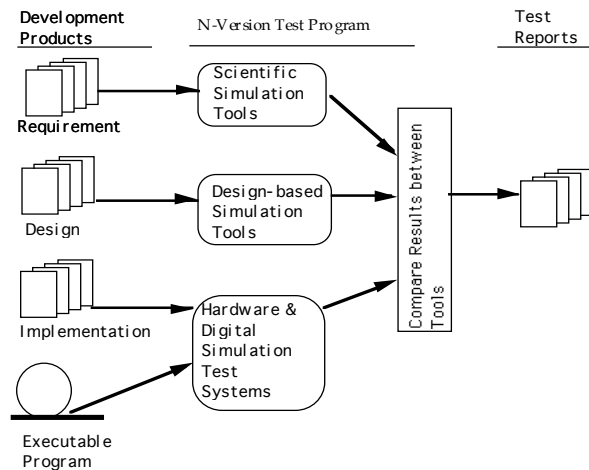 Development
Products
N-Version Test Program
Test
Reports
Scientific
Simulation
Tools
Requirement
Design-based
Simulation
Tools
Design
Compare Results between
Tools
Hardware &
Digital
Simulation
Test
Systems
Implementation
Executable
Program